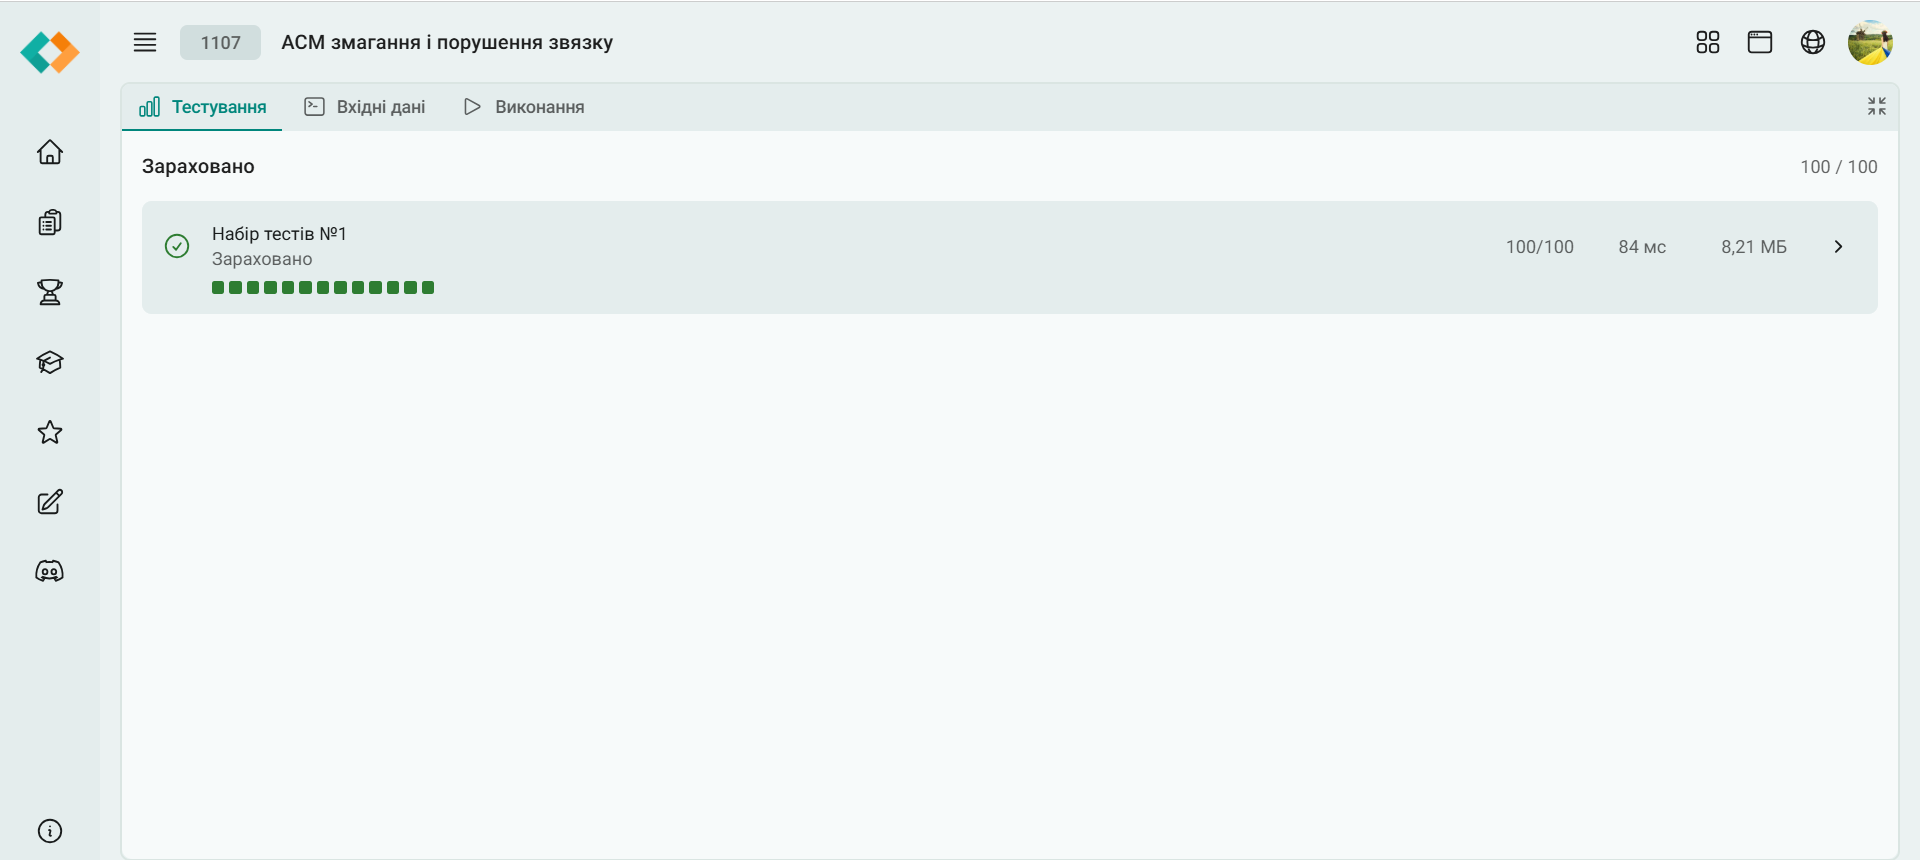 1107
АСМ змагання і порушення звязку
Тестування
Вхідні дані
Виконання
Зараховано
100 / 100
Набір тестів №1
Зараховано
100/100
84 мс
8,21 МБ